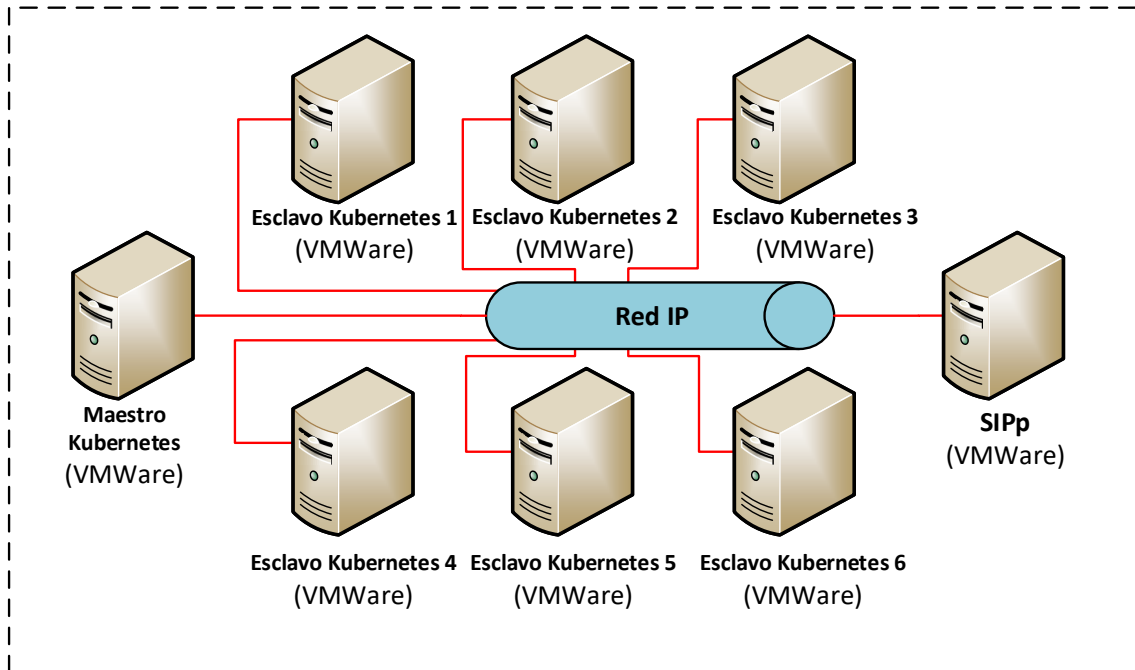 Esclavo Kubernetes 1
(VMWare)
Esclavo Kubernetes 2
(VMWare)
Esclavo Kubernetes 3
(VMWare)
Red IP
Maestro
Kubernetes
(VMWare)
SIPp
(VMWare)
Esclavo Kubernetes 4
(VMWare)
Esclavo Kubernetes 5
(VMWare)
Esclavo Kubernetes 6
(VMWare)